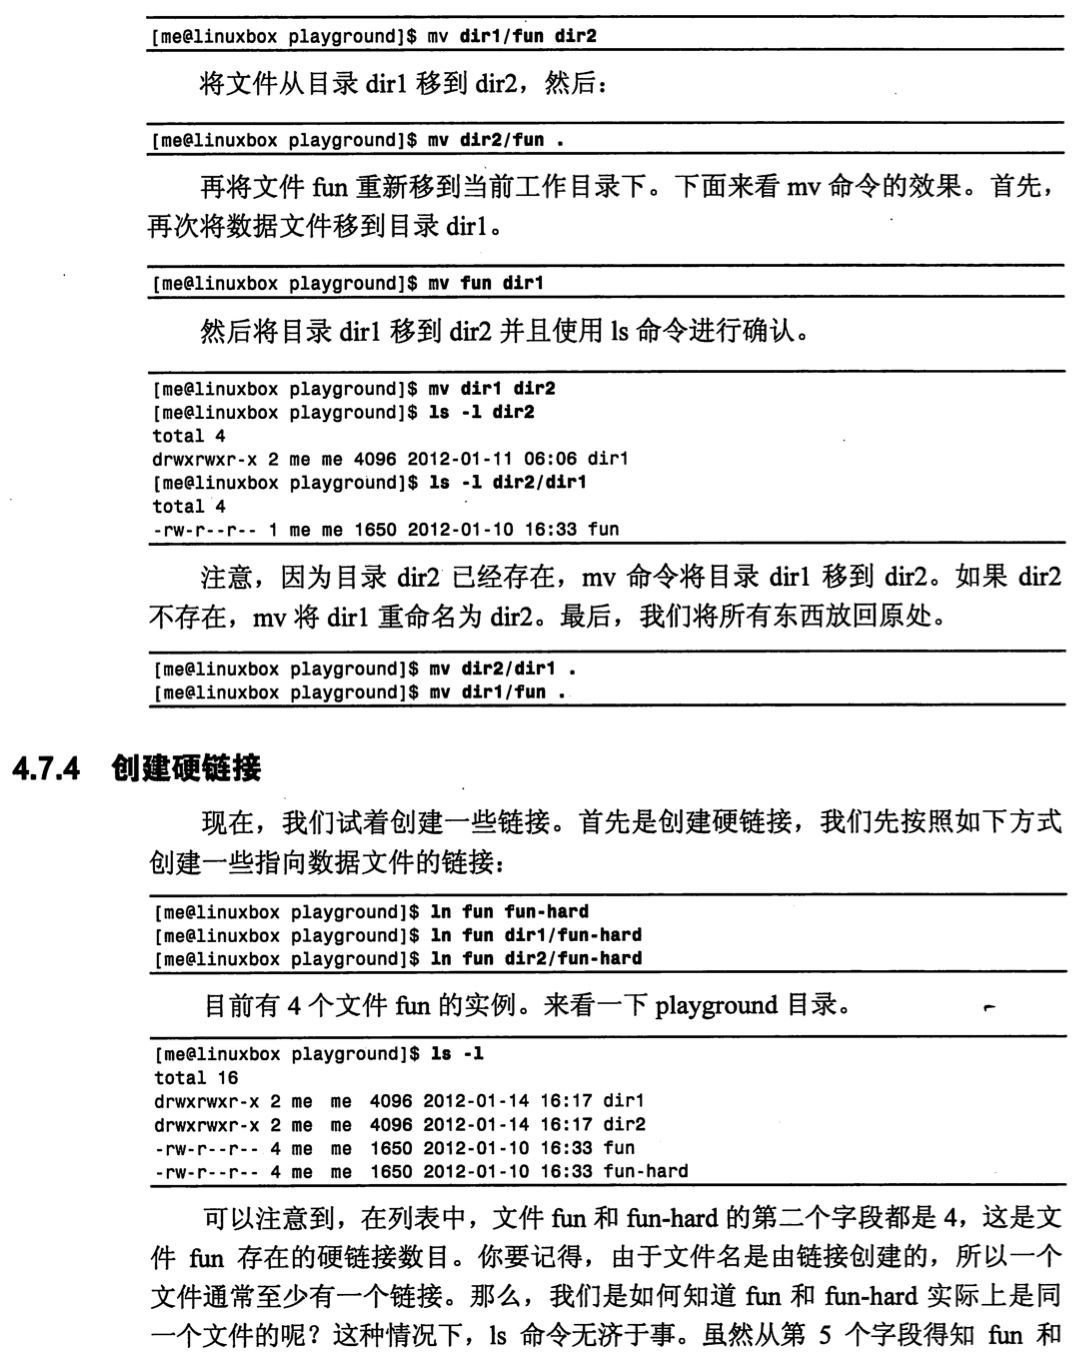 [me@linuxbox playground]$ mv dir1/fun dir2
将文件从目录 dir1 移到 dir2，然后：
[me@linuxbox playground]$ mv dir2/fun .
再将文件 fun 重新移到当前工作目录下。下面来看 mv 命令的效果。首先，
再次将数据文件移到目录 dir1。
[me@linuxbox playground]$ mv fun dir1
然后将目录 dir1 移到 dir2 并且使用 ls 命令进行确认。
[me@linuxbox playground]$ mv dir1 dir2
[me@linuxbox playground]$ ls -l dir2
total 4
drwxrwxr-x 2 me me 4096 2012-01-11 06:06 dir1
[me@linuxbox playground]$ ls -l dir2/dir1
total 4
-rw-r--r-- 1 me me 1650 2012-01-10 16:33 fun
注意，因为目录 dir2 已经存在，mv 命令将目录 dir1 移到 dir2。如果 dir2
不存在，mv 将 dir1 重命名为 dir2。最后，我们将所有东西放回原处。
[me@linuxbox playground]$ mv dir2/dir1 .
[me@linuxbox playground]$ mv dir1/fun .
4.7.4 创建硬链接
现在，我们试着创建一些链接。首先是创建硬链接，我们先按照如下方式
创建一些指向数据文件的链接：
[me@linuxbox playground]$ ln fun fun-hard
[me@linuxbox playground]$ ln fun dir1/fun-hard
[me@linuxbox playground]$ ln fun dir2/fun-hard
目前有 4 个文件 fun 的实例。来看一下 playground 目录。
[me@linuxbox playground]$ ls -l
total 16
drwxrwxr-x 2 me me 4096 2012-01-14 16:17 dir1
drwxrwxr-x 2 me me 4096 2012-01-14 16:17 dir2
-rw-r--r-- 4 me me 1650 2012-01-10 16:33 fun
-rw-r--r-- 4 me me 1650 2012-01-10 16:33 fun-hard
可以注意到，在列表中，文件 fun 和 fun-hard 的第二个字段都是 4，这是文
件 fun 存在的硬链接数目。你要记得，由于文件名是由链接创建的，所以一个
文件通常至少有一个链接。那么，我们是如何知道 fun 和 fun-hard 实际上是同
一个文件的呢？这种情况下，ls 命令无济于事。虽然从第 5 个字段得知 fun 和